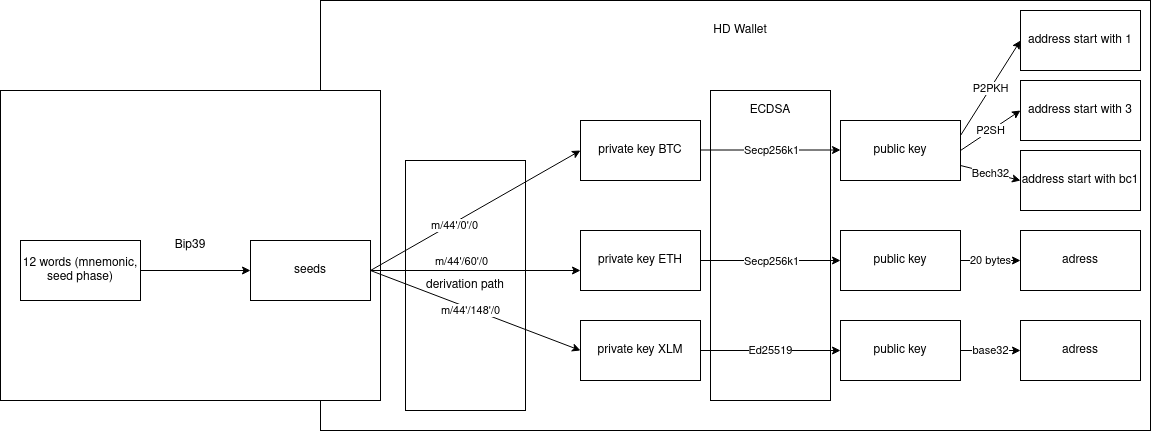 HD Wallet
address start with 1
P2PKH
ECDSA
address start with 3
P2SH
private key BTC
Secp256k1
public key
Bech32
address start with bc1
m/44'/0'/0
Bip39
12 words (mnemonic,
seed phase)
seeds
m/44'/60'/0
derivation path
m/44'/148'/0
private key ETH
Secp256k1
public key
20 bytes
adress
private key XLM
Ed25519
public key
base32
adress